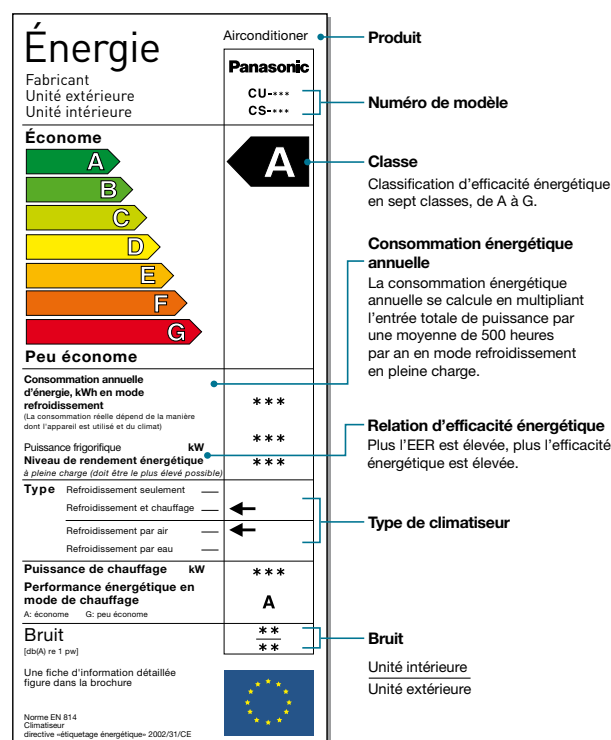 Énergie
Airconditioner
Produit
Fabricant
Unité extérieure
Unité intérieure
Panasonic
CU-***
CS-***
Numéro de modèle
Économe
A
B
C
D
E
F
G
Peu économe
A
Classe
Classification d'efficacité énergétique
en sept classes, de A à G.
Consommation énergétique
annuelle
La consommation énergétique
annuelle se calcule en multipliant
l'entrée totale de puissance par
une moyenne de 500 heures
par an en mode refroidissement
en pleine charge.
Consommation annuelle
d'énergie, kWh en mode
refroidissement
(La consommation réelle dépend de la manière
dont l'appareil est utilisé et du climat)
***
Puissance frigorifique kW ***
Niveau de rendement énergétique ***
à pleine charge (doit être le plus élevé possible)
Relation d'efficacité énergétique
Plus l'EER est élevée, plus l'efficacité
énergétique est élevée.
Type Refroidissement seulement —
Refroidissement et chauffage —
Refroidissement par air —
Refroidissement par eau —
Type de climatiseur
Puissance de chauffage kW ***
Performance énergétique en
mode de chauffage A
A: économe G: peu économe
Bruit
[db(A) re 1 pw]
**
**
Bruit
Unité intérieure
Unité extérieure
Une fiche d'information détaillée
figure dans la brochure
Norme EN 814
Climatiseur
directive «étiquetage énergétique» 2002/31/CE